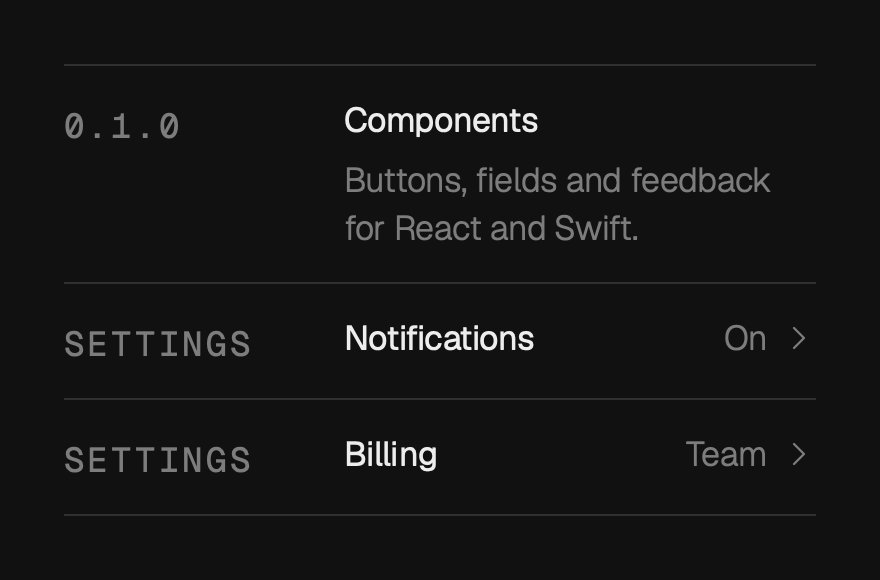 0.1.0
Components
Buttons, fields and feedback
for React and Swift.
SETTINGS
Notifications
On
SETTINGS
Billing
Team